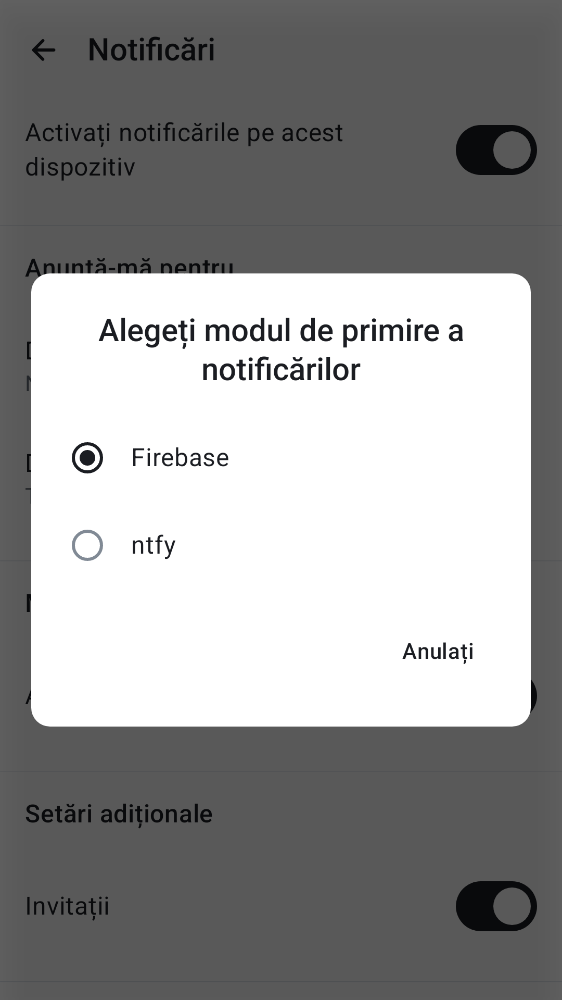 Notificări
Activați notificările pe acest
dispozitiv
Anunță-mă pentru
Alegeți modul de primire a
notificărilor
Firebase
ntfy
Anulați
Setări adiționale
Invitații